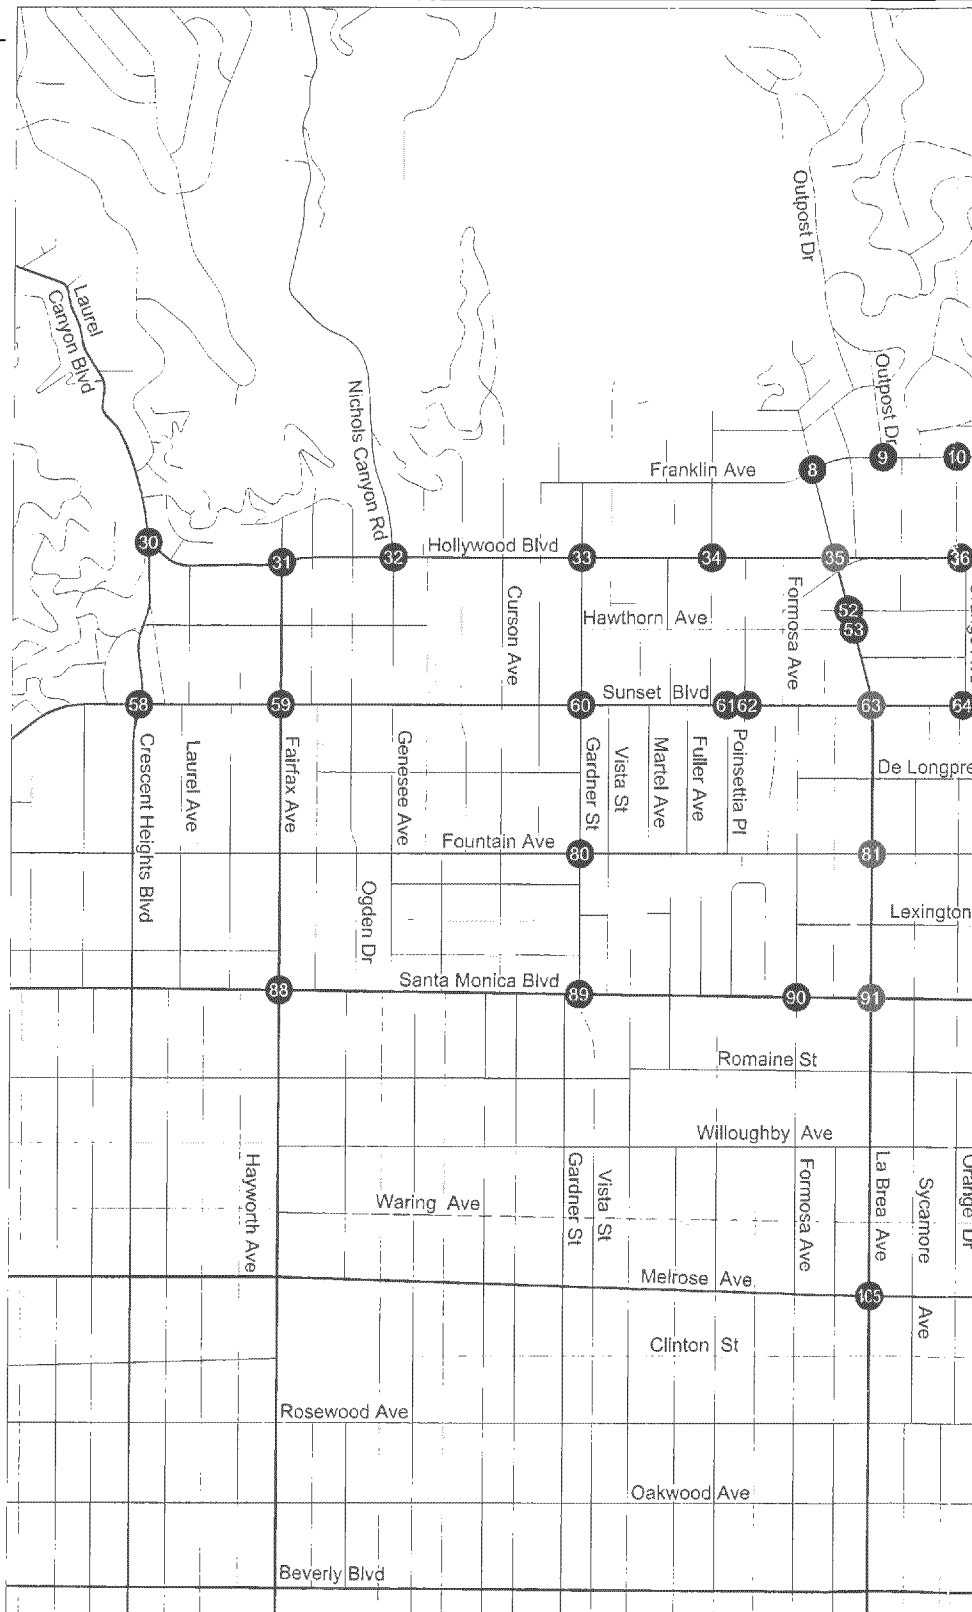 Outpost Dr
Laurel
Canyon Blvd
Outpost Dr
Nichols Canyon Rd
Franklin Ave
8
9
10
30
31
32
Hollywood Blvd
33
34
35
36
Curson Ave
Hawthorn Ave
Formosa Ave
52
53
58
59
60
Sunset Blvd
61
62
63
64
Crescent Heights Blvd
Laurel Ave
Fairfax Ave
Genesee Ave
Gardner St
Vista St
Martel Ave
Fuller Ave
Poinsettia Pl
De Longpre
Fountain Ave
80
81
Ogden Dr
Lexington
Santa Monica Blvd
88
89
90
91
Romaine St
Willoughby Ave
Hayworth Ave
Waring Ave
Gardner St
Vista St
Formosa Ave
La Brea Ave
Sycamore Ave
Orange Dr
Melrose Ave
105
Clinton St
Rosewood Ave
Oakwood Ave
Beverly Blvd